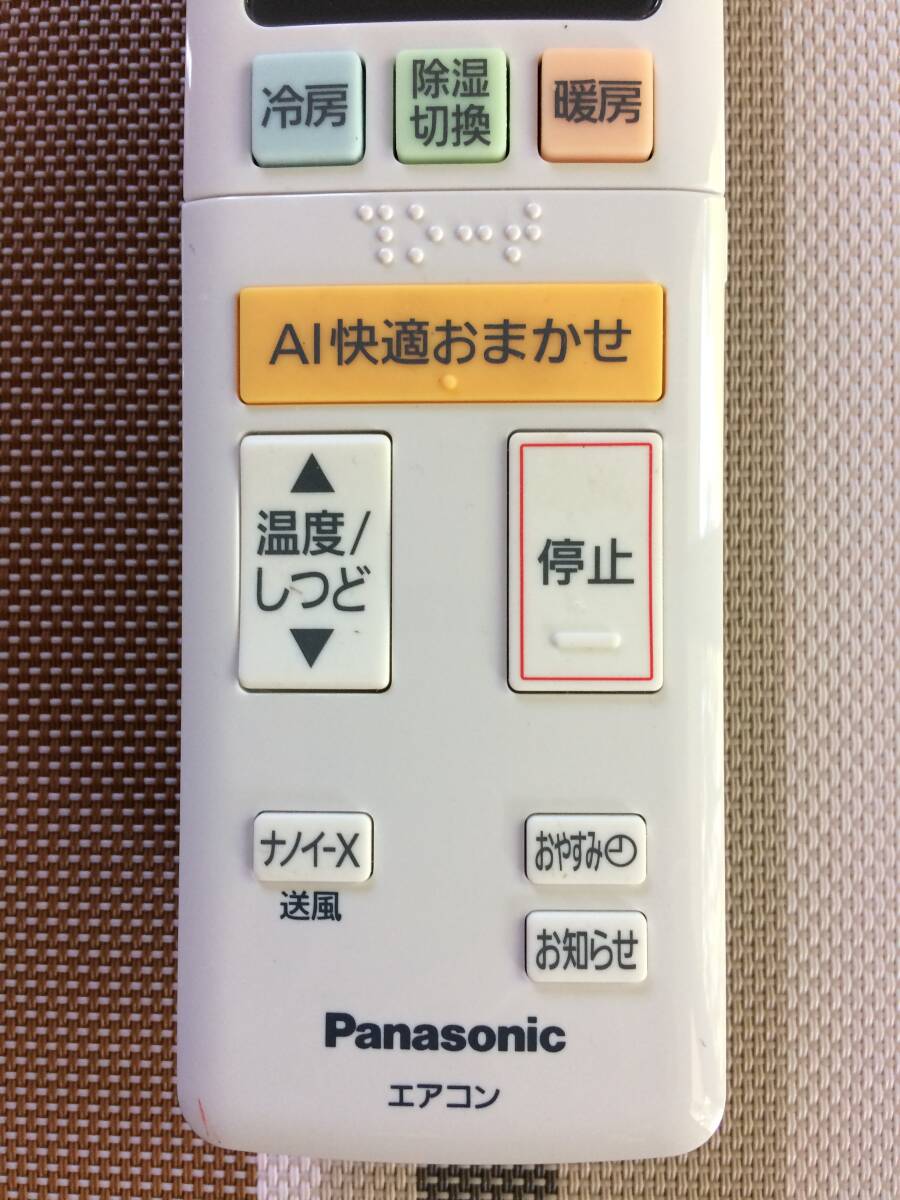 冷房
除湿
切換
暖房
AI快適おまかせ
▲
温度/
しつど
▼
停止
ナノイーX
送風
おやすみ
お知らせ
Panasonic
エアコン